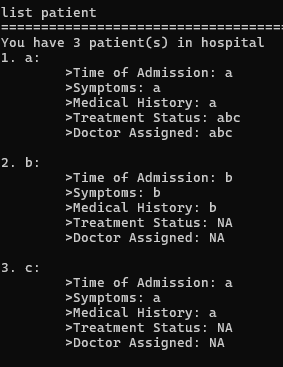 list patient
===================================
You have 3 patient(s) in hospital
1. a:
>Time of Admission: a
>Symptoms: a
>Medical History: a
>Treatment Status: abc
>Doctor Assigned: abc
2. b:
>Time of Admission: b
>Symptoms: b
>Medical History: b
>Treatment Status: NA
>Doctor Assigned: NA
3. c:
>Time of Admission: a
>Symptoms: a
>Medical History: a
>Treatment Status: NA
>Doctor Assigned: NA